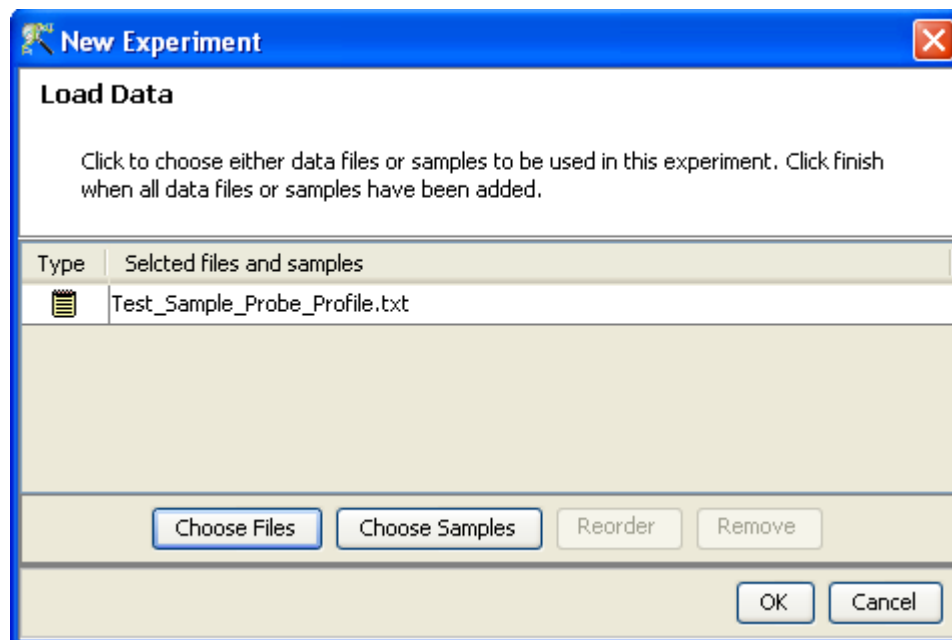 New Experiment
Load Data
Click to choose either data files or samples to be used in this experiment. Click finish
when all data files or samples have been added.
Type Selcted files and samples
Test_Sample_Probe_Profile.txt
Choose Files Choose Samples Reorder Remove
OK Cancel